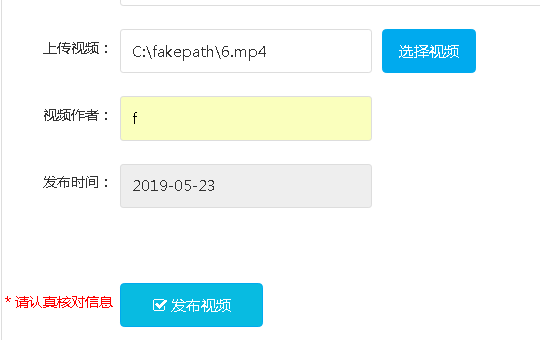 上传视频： C:\fakepath\6.mp4 选择视频
视频作者： f
发布时间： 2019-05-23
* 请认真核对信息 发布视频